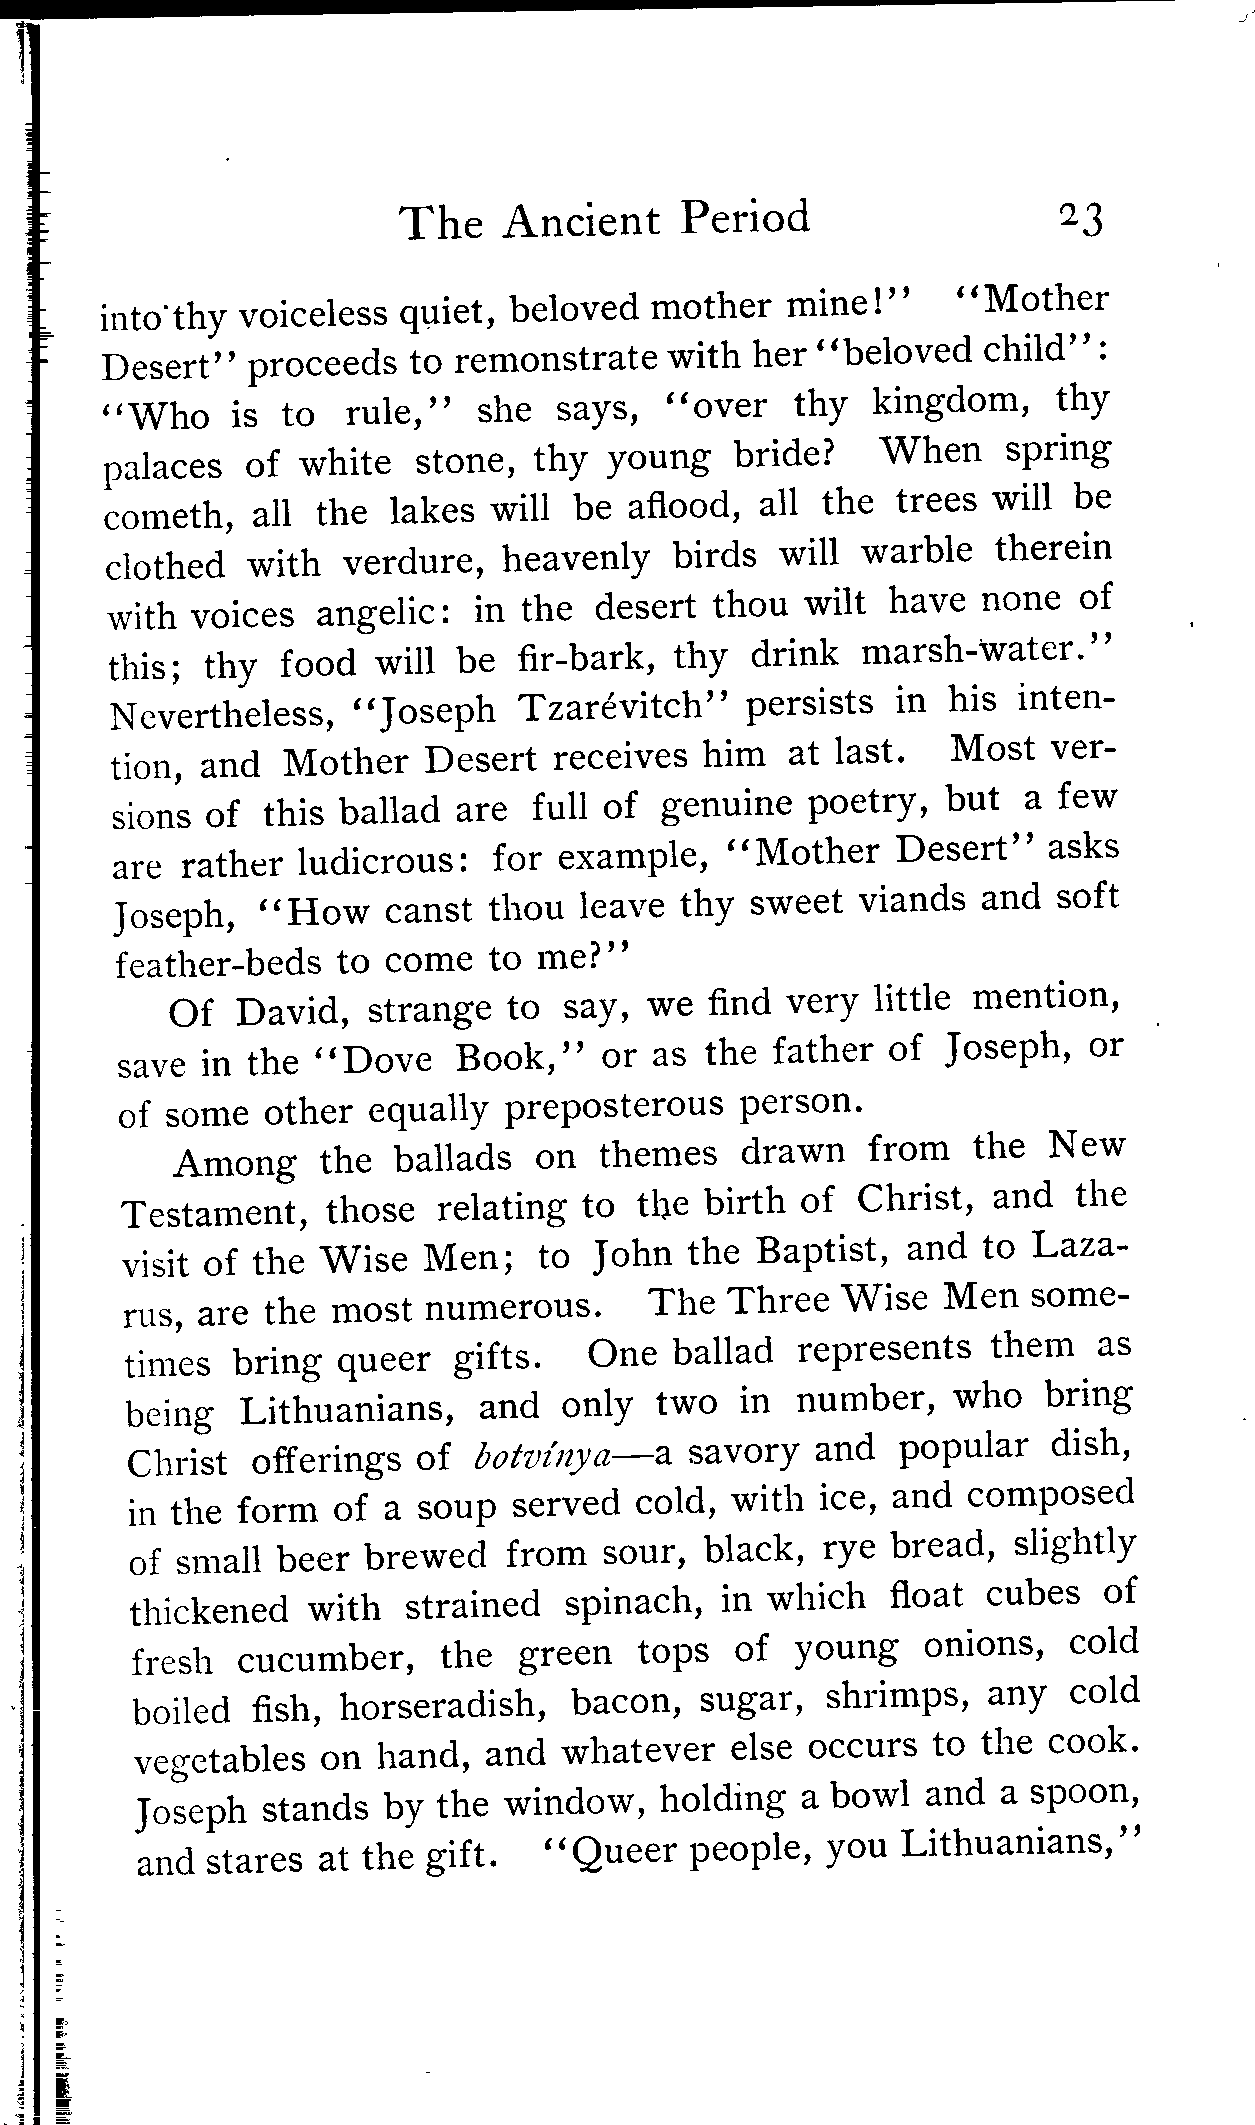 The Ancient Period 23
into thy voiceless quiet, beloved mother mine!" "Mother
Desert" proceeds to remonstrate with her "beloved child":
"Who is to rule," she says, "over thy kingdom, thy
palaces of white stone, thy young bride? When spring
cometh, all the lakes will be aflood, all the trees will be
clothed with verdure, heavenly birds will warble therein
with voices angelic: in the desert thou wilt have none of
this; thy food will be fir-bark, thy drink marsh-water."
Nevertheless, "Joseph Tzarévitch" persists in his inten-
tion, and Mother Desert receives him at last. Most ver-
sions of this ballad are full of genuine poetry, but a few
are rather ludicrous: for example, "Mother Desert" asks
Joseph, "How canst thou leave thy sweet viands and soft
feather-beds to come to me?"
Of David, strange to say, we find very little mention,
save in the "Dove Book," or as the father of Joseph, or
of some other equally preposterous person.
Among the ballads on themes drawn from the New
Testament, those relating to the birth of Christ, and the
visit of the Wise Men; to John the Baptist, and to Laza-
rus, are the most numerous. The Three Wise Men some-
times bring queer gifts. One ballad represents them as
being Lithuanians, and only two in number, who bring
Christ offerings of botvínya—a savory and popular dish,
in the form of a soup served cold, with ice, and composed
of small beer brewed from sour, black, rye bread, slightly
thickened with strained spinach, in which float cubes of
fresh cucumber, the green tops of young onions, cold
boiled fish, horseradish, bacon, sugar, shrimps, any cold
vegetables on hand, and whatever else occurs to the cook.
Joseph stands by the window, holding a bowl and a spoon,
and stares at the gift. "Queer people, you Lithuanians,"